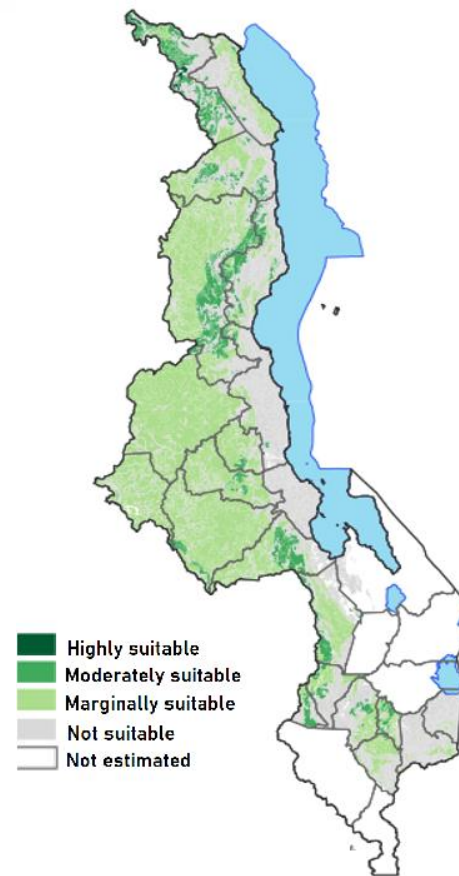 Highly suitable
Moderately suitable
Marginally suitable
Not suitable
Not estimated